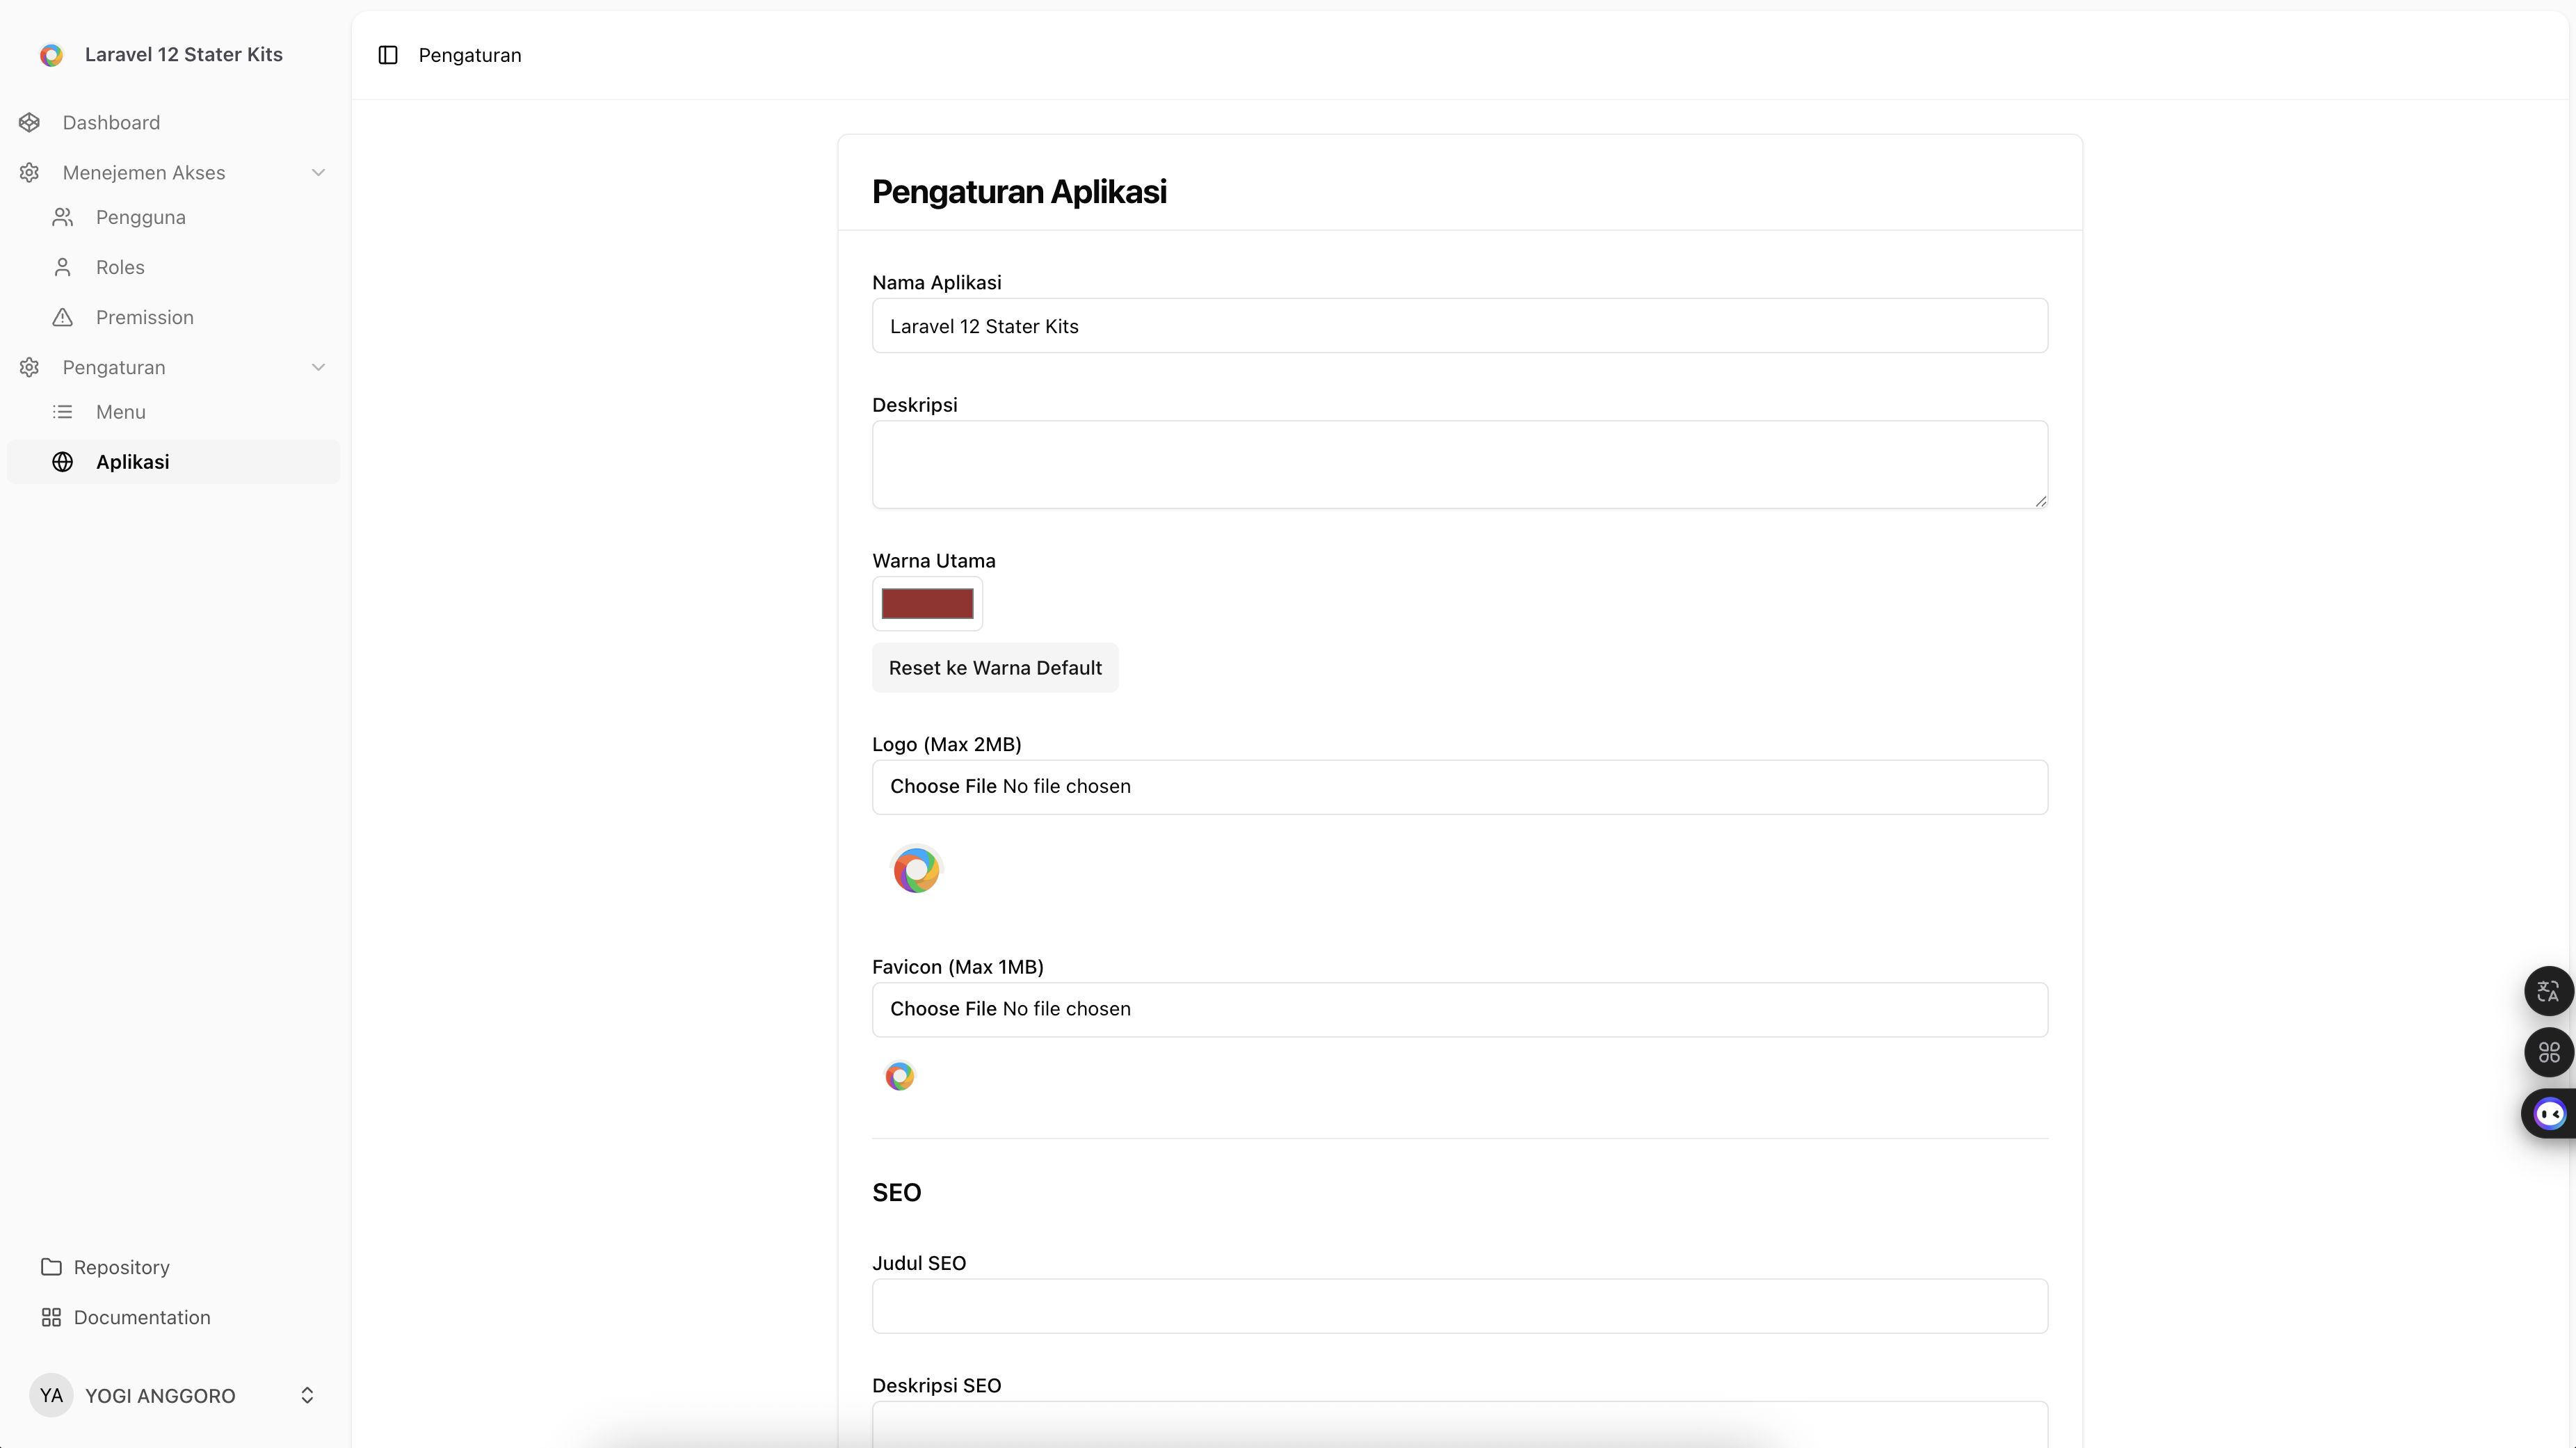 Laravel 12 Stater Kits
Dashboard
Menejemen Akses
Pengguna
Roles
Premission
Pengaturan
Menu
Aplikasi
Repository
Documentation
YA YOGI ANGGORO
Pengaturan
Pengaturan Aplikasi
Nama Aplikasi
Laravel 12 Stater Kits
Deskripsi
Warna Utama
Reset ke Warna Default
Logo (Max 2MB)
Choose File No file chosen
Favicon (Max 1MB)
Choose File No file chosen
SEO
Judul SEO
Deskripsi SEO